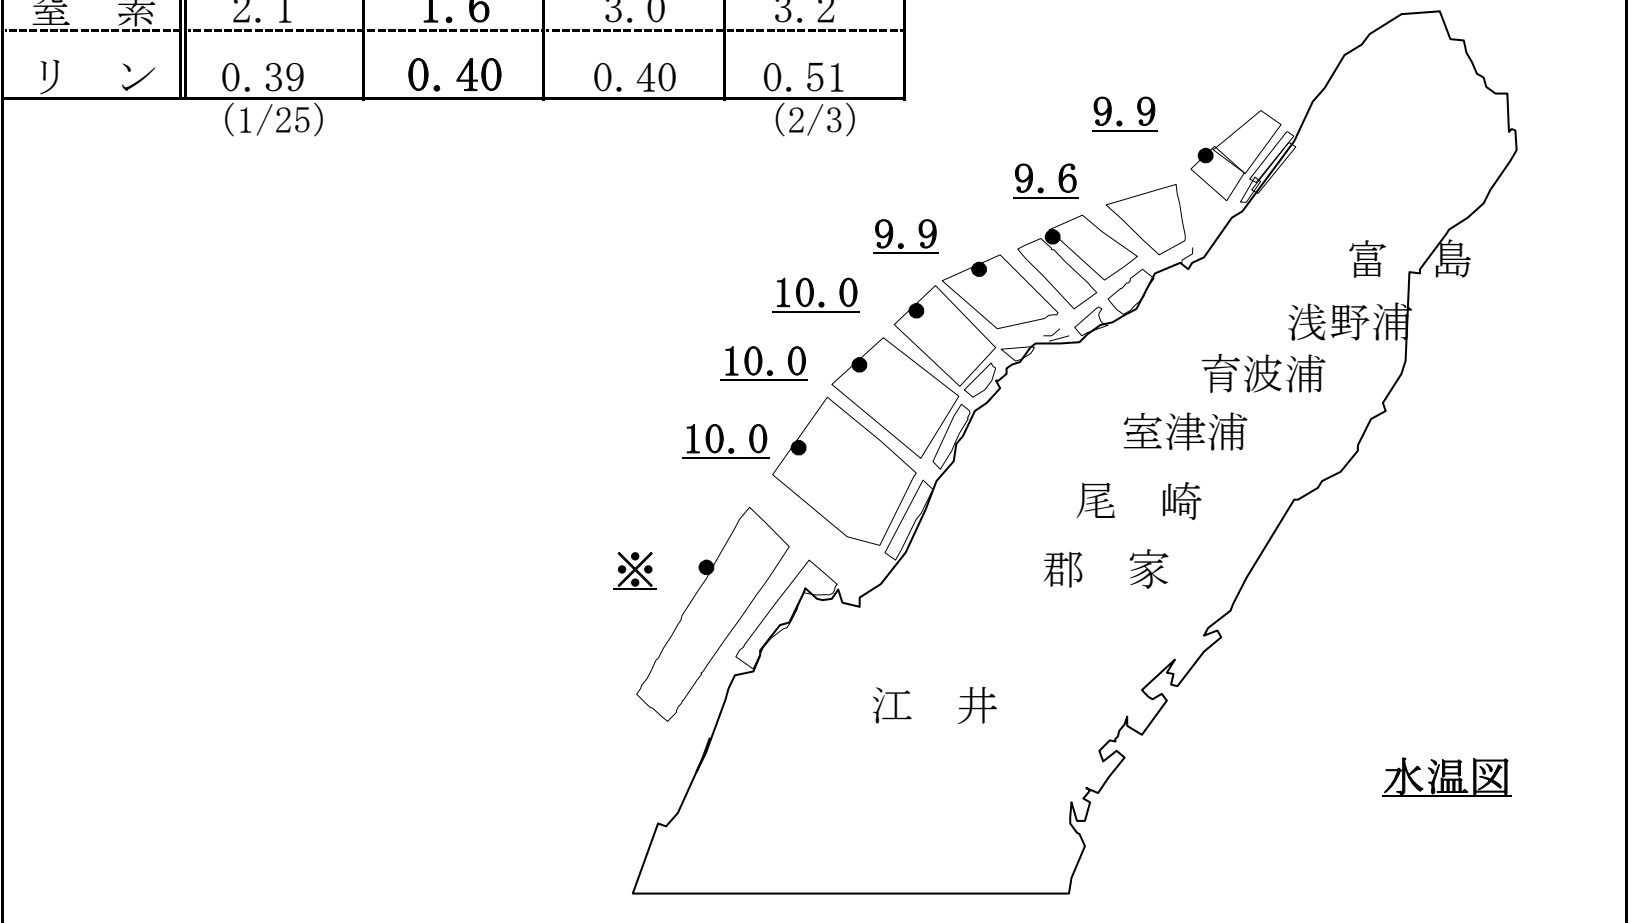 窒 素 2.1 1.6 3.0 3.2
リ ン 0.39 0.40 0.40 0.51
(1/25) (2/3)
9.9
9.6
9.9
10.0
10.0
10.0
※
富 島
浅野浦
育波浦
室津浦
尾 崎
郡 家
江 井
水温図